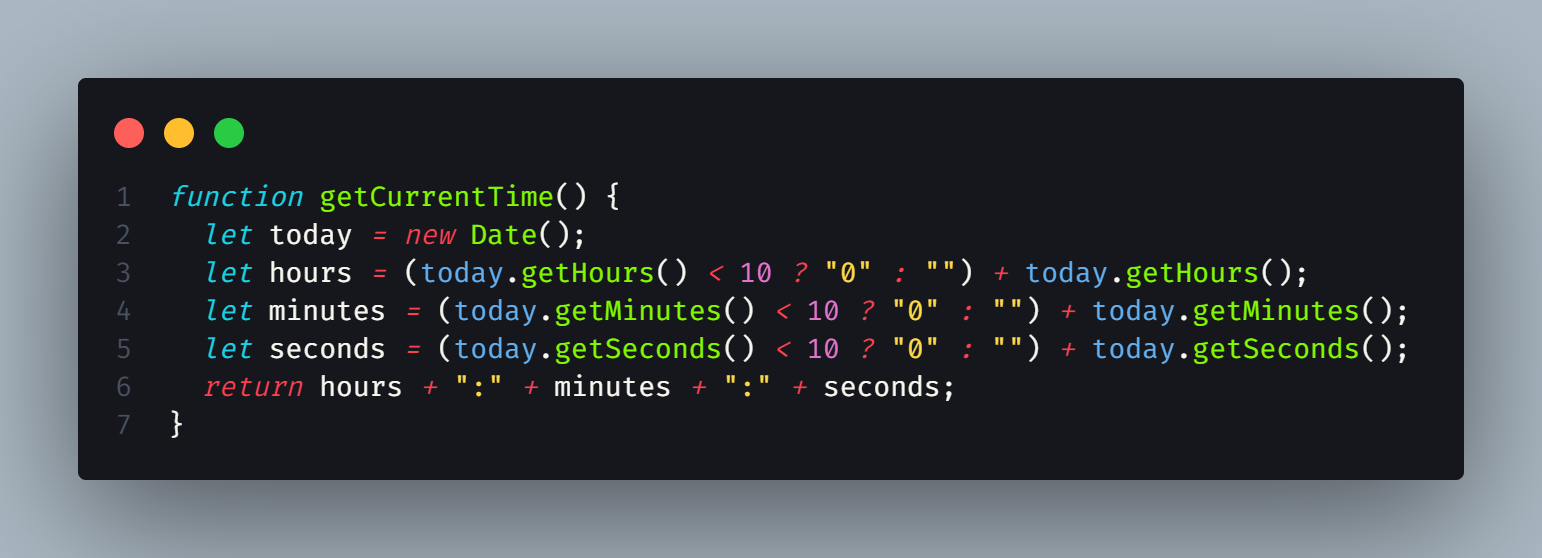 1 function getCurrentTime() {
2   let today = new Date();
3   let hours = (today.getHours() < 10 ? "0" : "") + today.getHours();
4   let minutes = (today.getMinutes() < 10 ? "0" : "") + today.getMinutes();
5   let seconds = (today.getSeconds() < 10 ? "0" : "") + today.getSeconds();
6   return hours + ":" + minutes + ":" + seconds;
7 }